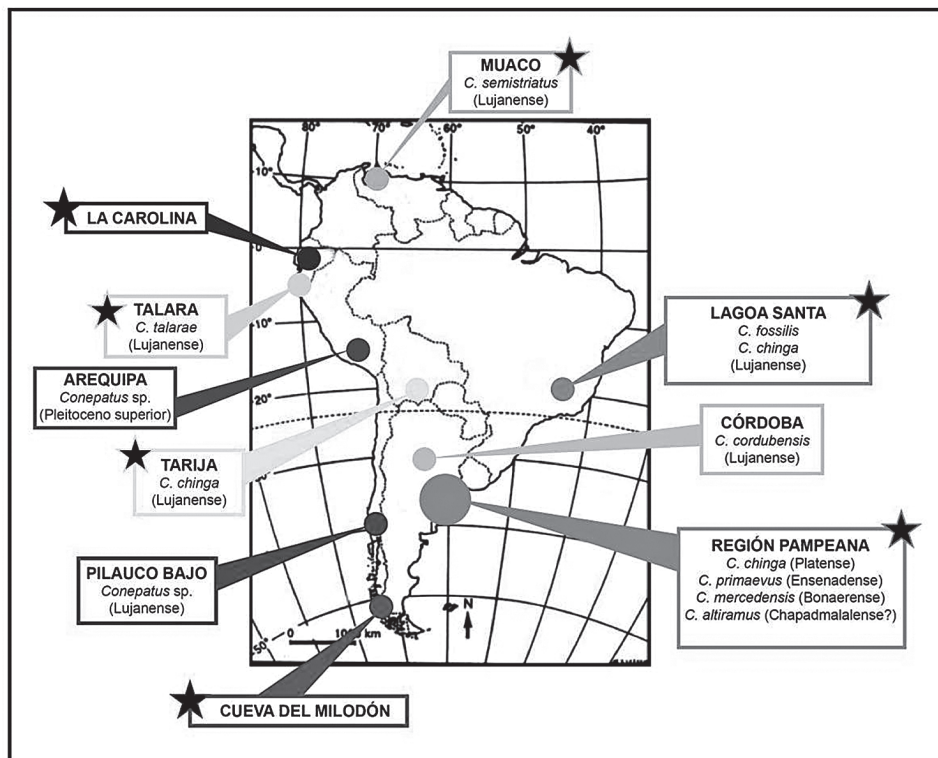 MUACO
C. semistriatus
(Lujanense)
80° 70° 60° 40°
10°
LA CAROLINA
0
TALARA
C. talarae
(Lujanense)
10°
LAGOA SANTA
C. fossilis
C. chinga
(Lujanense)
AREQUIPA
Conepatus sp.
(Pleitoceno superior)
20°
CÓRDOBA
C. cordubensis
(Lujanense)
TARIJA
C. chinga
(Lujanense)
REGIÓN PAMPEANA
C. chinga (Platense)
C. primaevus (Ensenadense)
C. mercedensis (Bonaerense)
C. altiramus (Chapadmalalense?)
PILAUCO BAJO
Conepatus sp.
(Lujanense)
N
0 km
50°
CUEVA DEL MILODÓN